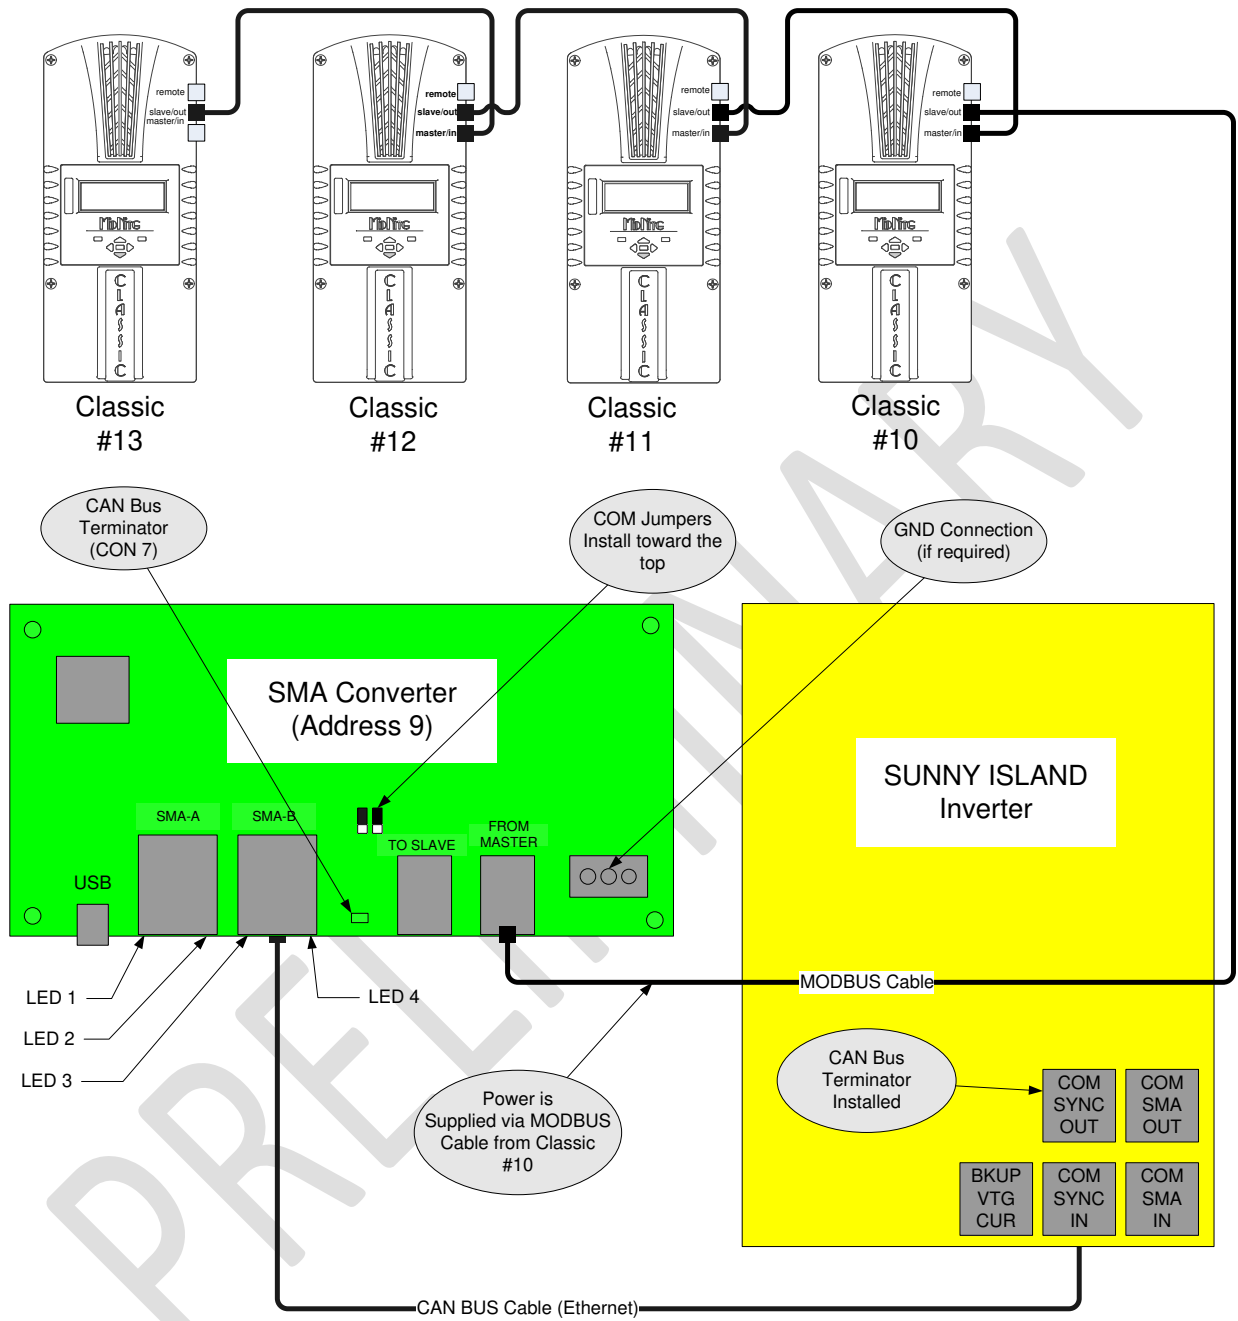 remote
slave/out
master/in
remote
slave/out
master/in
remote
slave/out
master/in
remote
slave/out
master/in
MIDNITE
MIDNITE
MIDNITE
MIDNITE
CLASSIC
CLASSIC
CLASSIC
CLASSIC
Classic
#13
Classic
#12
Classic
#11
Classic
#10
CAN Bus
Terminator
(CON 7)
COM Jumpers
Install toward the
top
GND Connection
(if required)
SMA Converter
(Address 9)
SUNNY ISLAND
Inverter
SMA-A
SMA-B
TO SLAVE
FROM
MASTER
USB
LED 1
LED 2
LED 3
LED 4
MODBUS Cable
Power is
Supplied via MODBUS
Cable from Classic
#10
CAN Bus
Terminator
Installed
COM
SYNC
OUT
COM
SMA
OUT
BKUP
VTG
CUR
COM
SYNC
IN
COM
SMA
IN
CAN BUS Cable (Ethernet)
PRELIMINARY